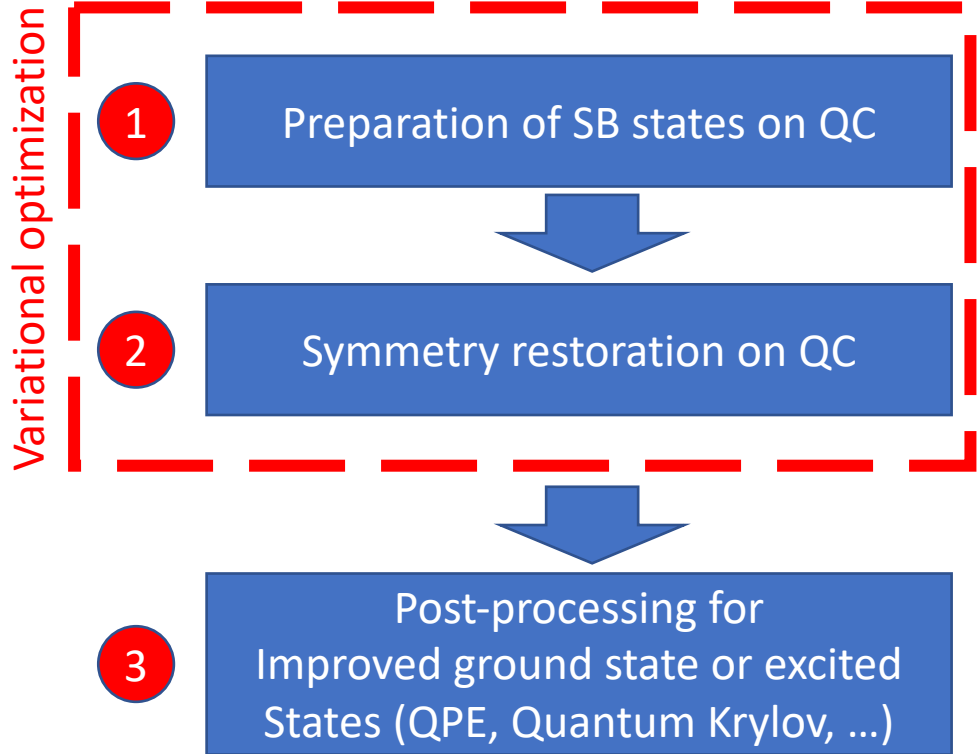 Variational optimization
1
Preparation of SB states on QC
2
Symmetry restoration on QC
3
Post-processing for
Improved ground state or excited
States (QPE, Quantum Krylov, ...)